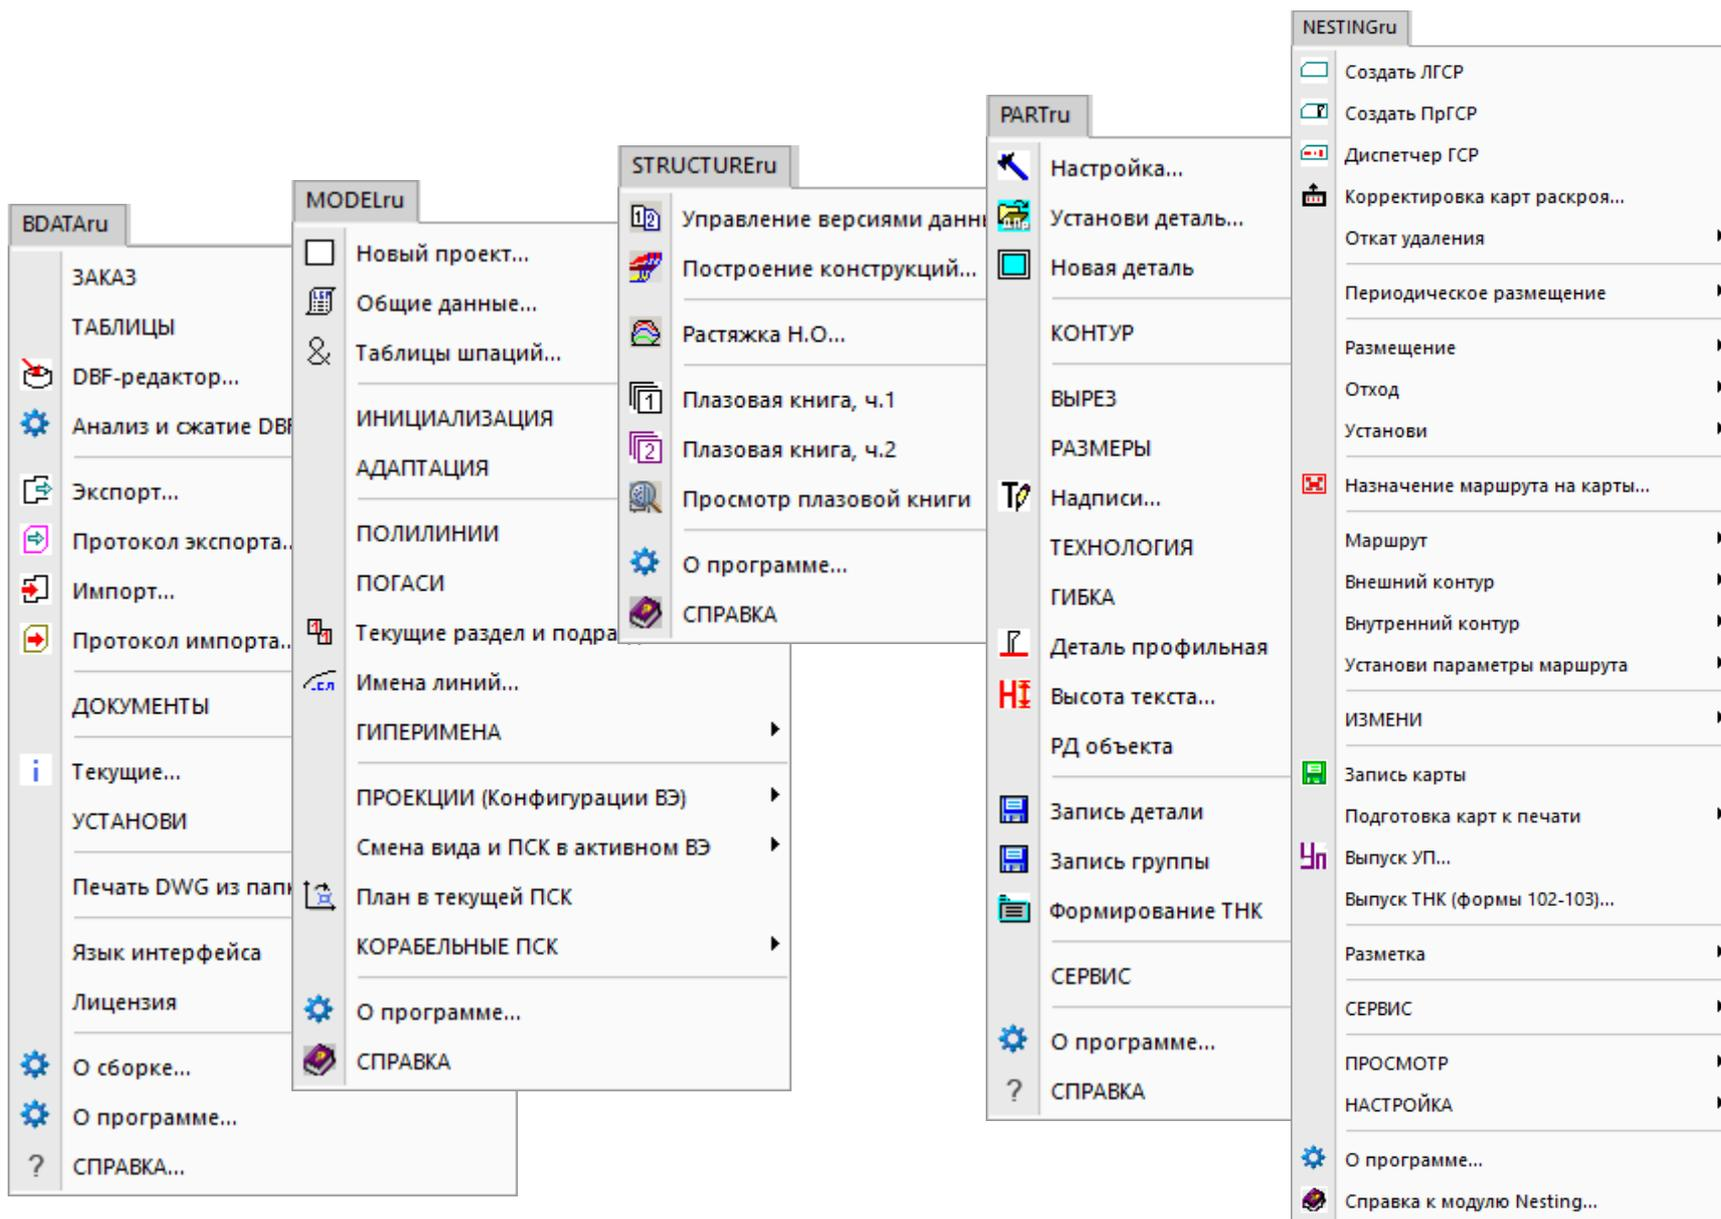 BDATAru
ЗАКАЗ
ТАБЛИЦЫ
DBF-редактор...
Анализ и сжатие DBF
Экспорт...
Протокол экспорта..
Импорт...
Протокол импорта..
ДОКУМЕНТЫ
Текущие...
УСТАНОВИ
Печать DWG из
Язык интерфейса
Лицензия
О сборке...
О программе...
СПРАВКА...
MODELru
Новый проект...
Общие данные...
Таблицы шпаций...
ИНИЦИАЛИЗАЦИЯ
АДАПТАЦИЯ
ПОЛИЛИНИИ
ПОГАСИ
Текущие раздел и
Имена линий...
ГИПЕРИМЕНА
ПРОЕКЦИИ (Конфигурации ВЭ)
Смена вида и ПСК в активном ВЭ
План в текущей ПСК
КОРАБЕЛЬНЫЕ ПСК
О программе...
СПРАВКА
STRUCTUREru
Управление версиями
Построение конструкций...
Растяжка Н.О...
Плазовая книга, ч.1
Плазовая книга, ч.2
Просмотр плазовой книги
О программе...
СПРАВКА
PARTru
Настройка...
Установи деталь...
Новая деталь
КОНТУР
ВЫРЕЗ
РАЗМЕРЫ
Надписи...
ТЕХНОЛОГИЯ
ГИБКА
Деталь профильная
Высота текста...
РД объекта
Запись детали
Запись группы
Формирование ТНК
СЕРВИС
О программе...
СПРАВКА
NESTINGru
Создать ЛГСР
Создать ПрГСР
Диспетчер ГСР
Корректировка карт раскроя...
Откат удаления
Периодическое размещение
Размещение
Отход
Установи
Назначение маршрута на карты...
Маршрут
Внешний контур
Внутренний контур
Установи параметры маршрута
ИЗМЕНИ
Запись карты
Подготовка карт к печати
Выпуск УП...
Выпуск ТНК (формы 102-103)...
Разметка
СЕРВИС
ПРОСМОТР
НАСТРОЙКА
О программе...
Справка к модулю Nesting...